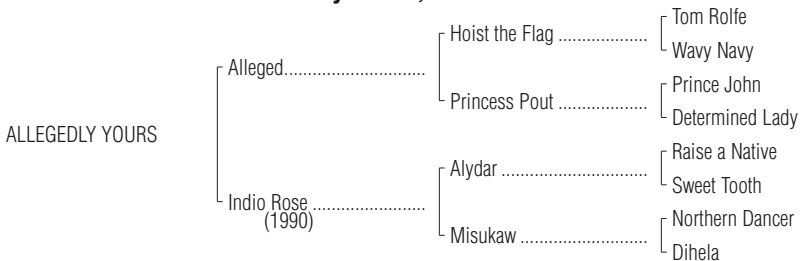 Tom Rolfe
Hoist the Flag ...................
Wavy Navy
Alleged.............................
Prince John
Princess Pout ...................
Determined Lady
ALLEGEDLY YOURS
Raise a Native
Alydar ..............................
Sweet Tooth
Indio Rose .......................
(1990)
Northern Dancer
Misukaw ..........................
Dihela